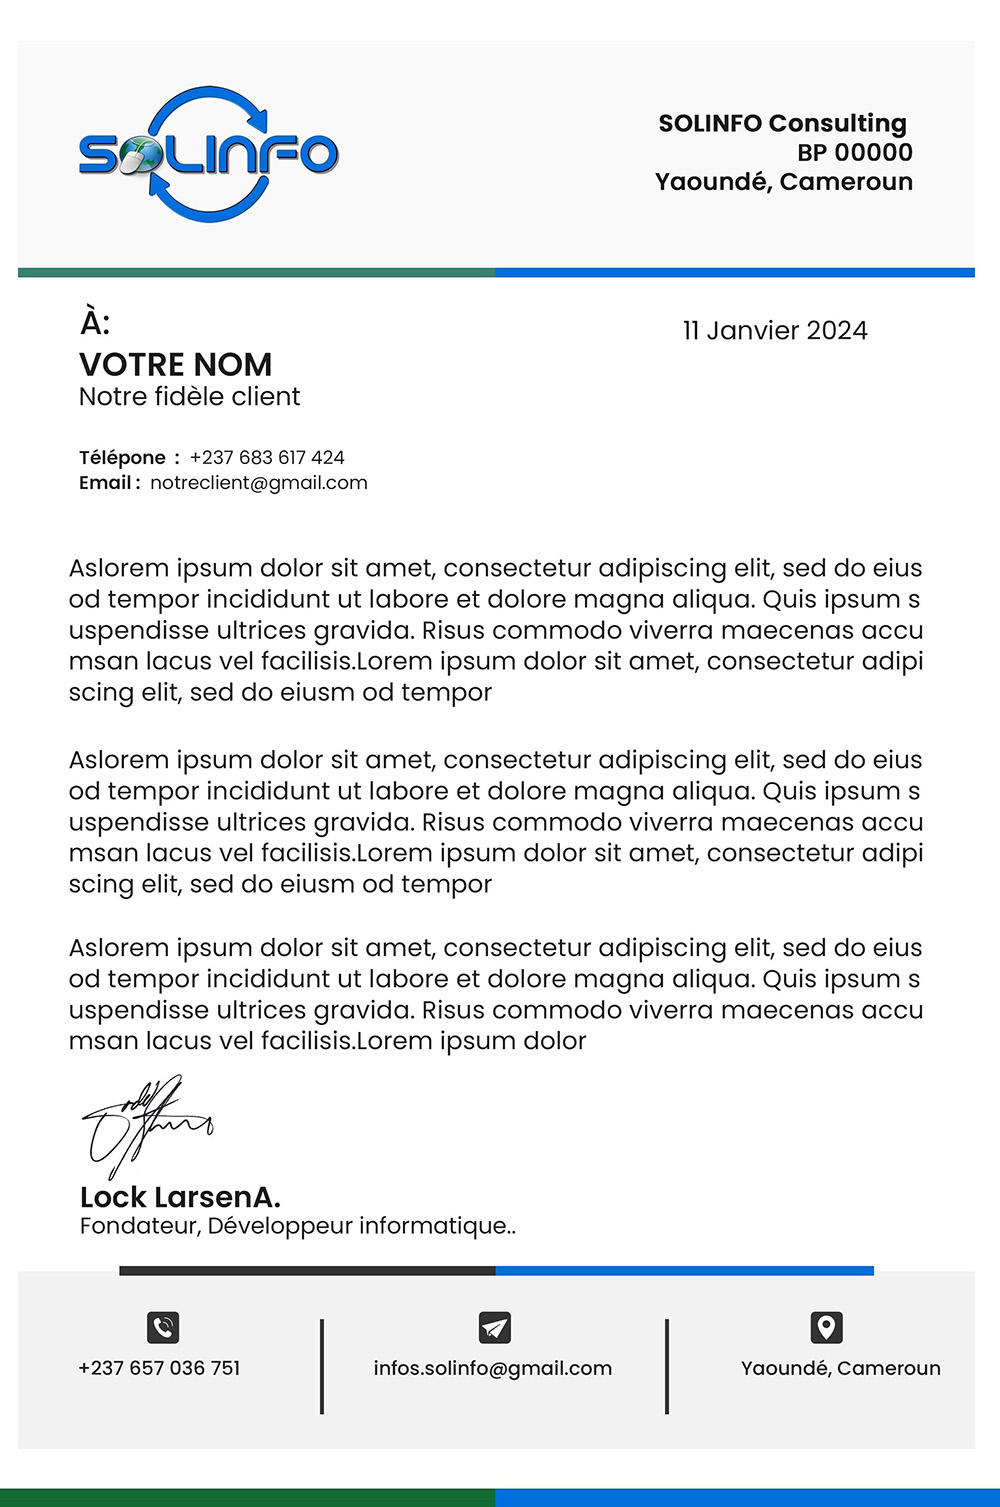 SOLINFO
SOLINFO Consulting
BP 00000
Yaoundé, Cameroun
À:
11 Janvier 2024
VOTRE NOM
Notre fidèle client
Télépone : +237 683 617 424
Email : notreclient@gmail.com
Aslorem ipsum dolor sit amet, consectetur adipiscing elit, sed do eius
od tempor incididunt ut labore et dolore magna aliqua. Quis ipsum s
uspendisse ultrices gravida. Risus commodo viverra maecenas accu
msan lacus vel facilisis.Lorem ipsum dolor sit amet, consectetur adipi
scing elit, sed do eiusm od tempor
Aslorem ipsum dolor sit amet, consectetur adipiscing elit, sed do eius
od tempor incididunt ut labore et dolore magna aliqua. Quis ipsum s
uspendisse ultrices gravida. Risus commodo viverra maecenas accu
msan lacus vel facilisis.Lorem ipsum dolor sit amet, consectetur adipi
scing elit, sed do eiusm od tempor
Aslorem ipsum dolor sit amet, consectetur adipiscing elit, sed do eius
od tempor incididunt ut labore et dolore magna aliqua. Quis ipsum s
uspendisse ultrices gravida. Risus commodo viverra maecenas accu
msan lacus vel facilisis.Lorem ipsum dolor
Lock LarsenA.
Fondateur, Développeur informatique..
+237 657 036 751
infos.solinfo@gmail.com
Yaoundé, Cameroun